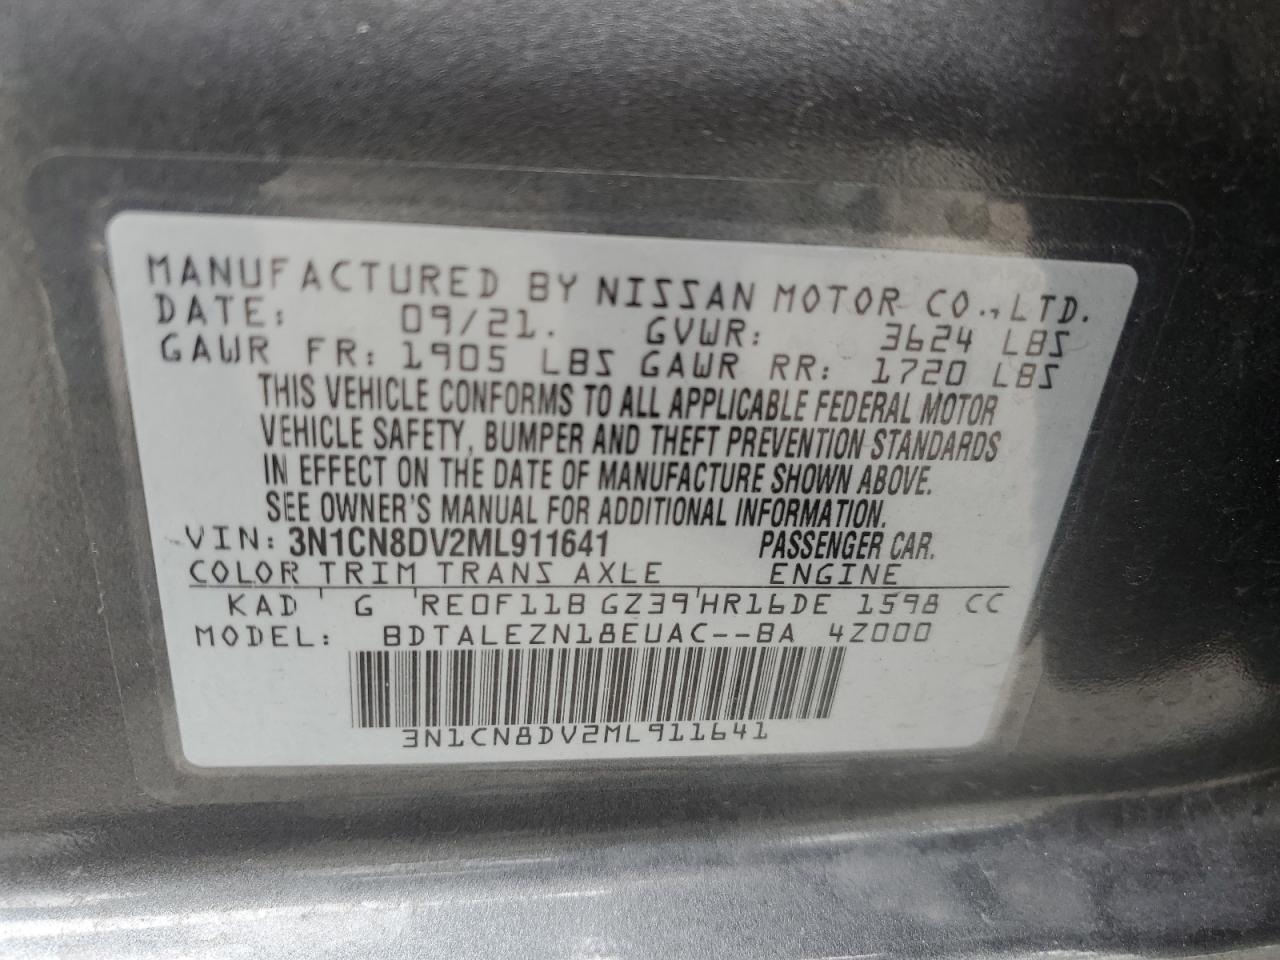 MANUFACTURED BY NISSAN MOTOR CO., LTD.
DATE: 09/21. GVWR: 3624 LBS
GAWR FR: 1905 LBS GAWR RR: 1720 LBS
THIS VEHICLE CONFORMS TO ALL APPLICABLE FEDERAL MOTOR
VEHICLE SAFETY, BUMPER AND THEFT PREVENTION STANDARDS
IN EFFECT ON THE DATE OF MANUFACTURE SHOWN ABOVE.
SEE OWNER'S MANUAL FOR ADDITIONAL INFORMATION.
VIN: 3N1CN8DV2ML911641 PASSENGER CAR.
COLOR TRIM TRANS AXLE ENGINE
KAD G RE0F11B GZ39 HR16DE 1598 CC
MODEL: BDTALEZN18EUAC--BA 4Z000
3N1CN8DV2ML911641